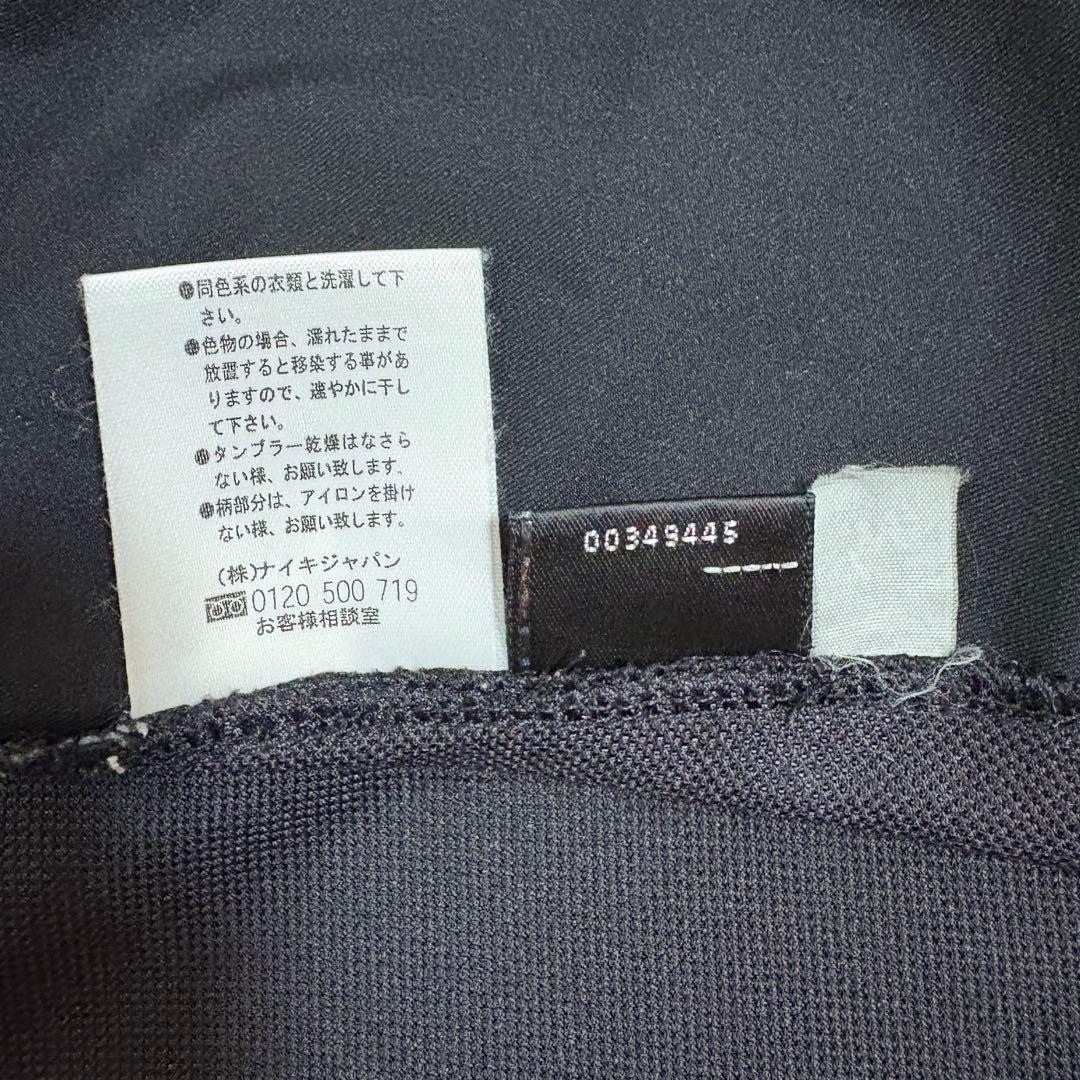 ●同色系の衣類と洗濯して下
さい。
●色物の場合、濡れたままで
放置すると移染する事があ
りますので、速やかに干し
て下さい。
●タンブラー乾燥はなさら
ない様、お願い致します。
●柄部分は、アイロンを掛け
ない様、お願い致します。
(株)ナイキジャパン
0120 500 719
お客様相談室
00349445